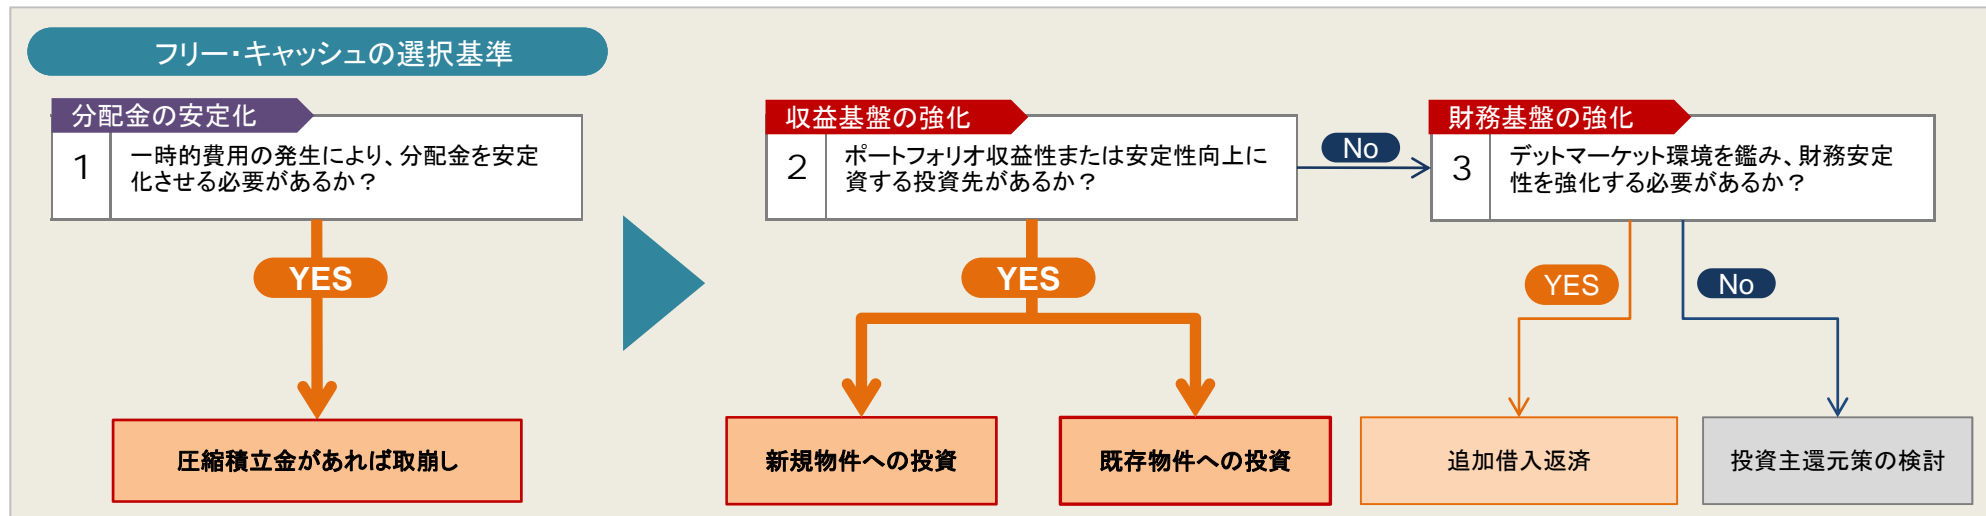 フリー・キャッシュの選択基準
分配金の安定化
1
一時的費用の発生により、分配金を安定
化させる必要があるか？
YES
圧縮積立金があれば取崩し
収益基盤の強化
2
ポートフォリオ収益性または安定性向上に
資する投資先があるか？
No
YES
新規物件への投資
既存物件への投資
財務基盤の強化
3
デットマーケット環境を鑑み、財務安定
性を強化する必要があるか？
YES
No
追加借入返済
投資主還元策の検討